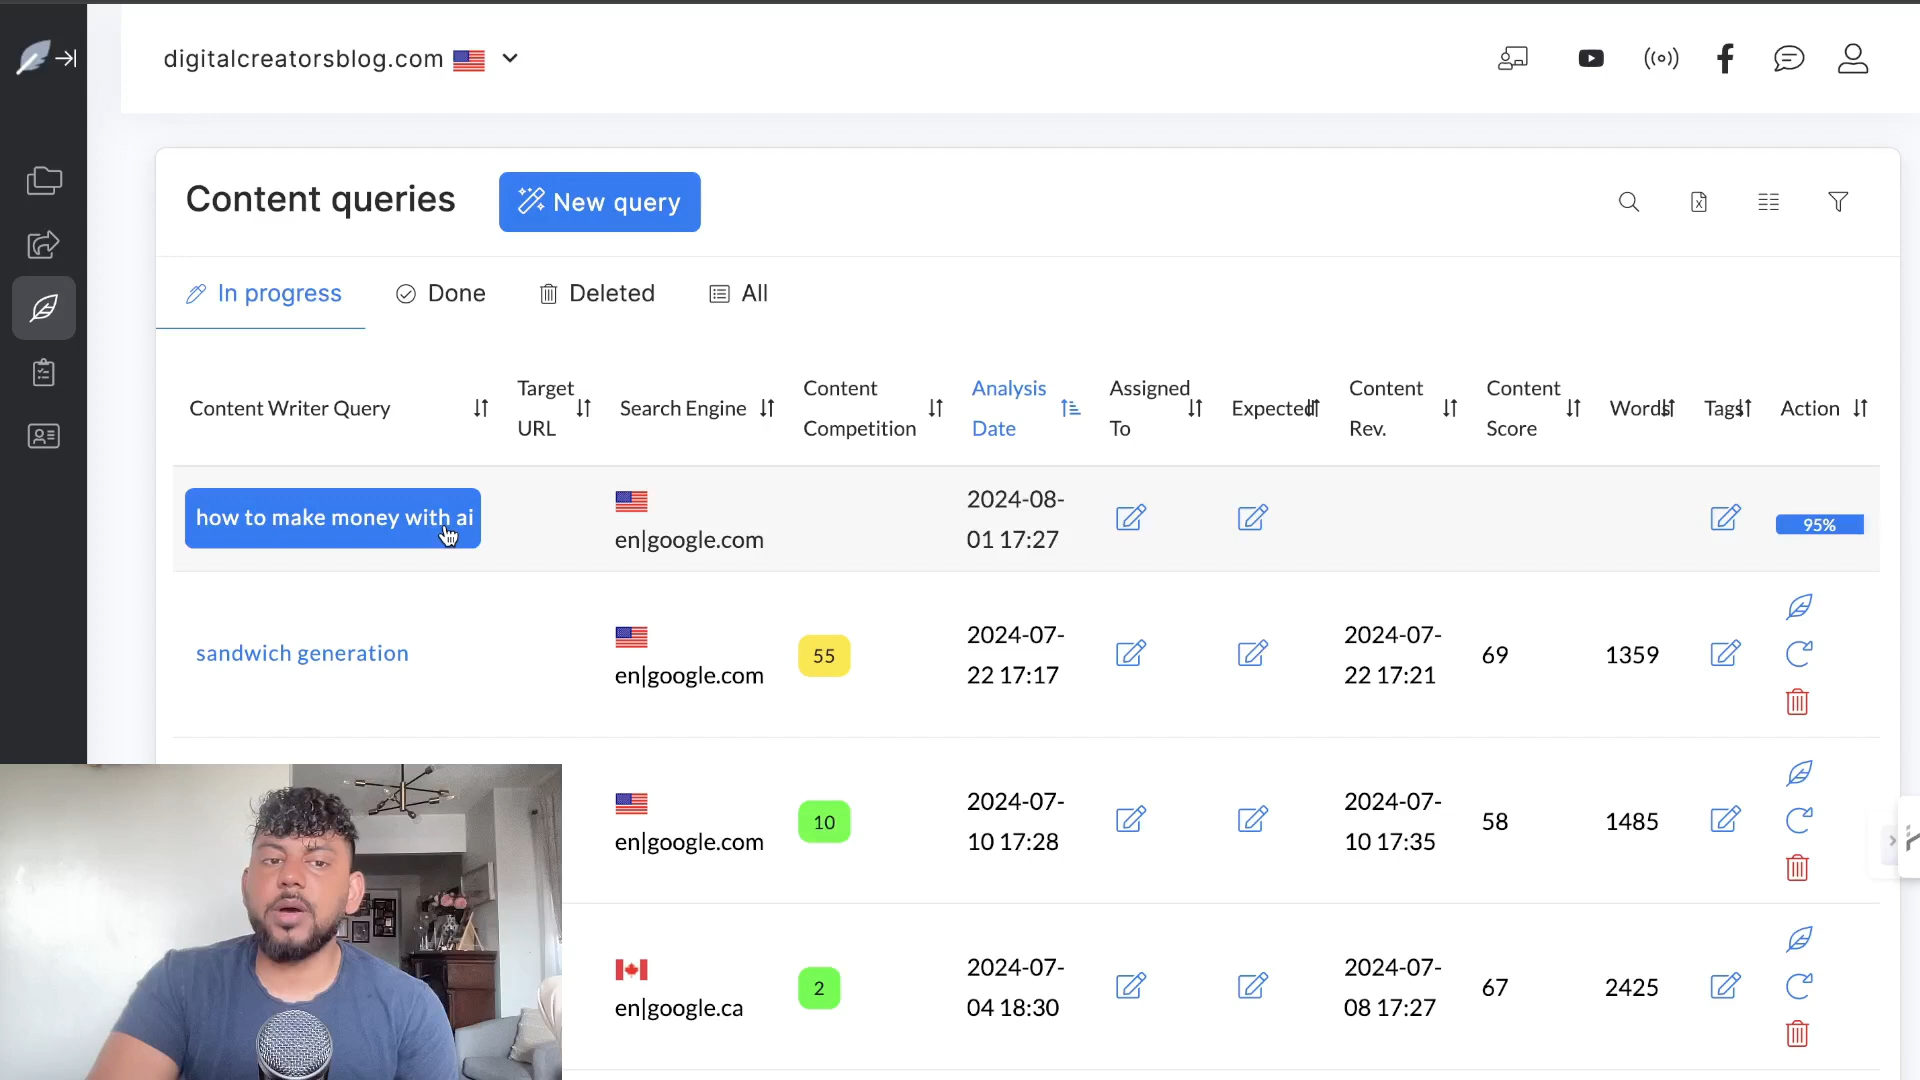 digitalcreatorsblog.com
Content queries
New query
In progress
Done
Deleted
All
Content Writer Query
Target
URL
Search Engine
Content
Competition
Analysis
Date
Assigned
To
Expected
Content
Rev.
Content
Score
Words
Tags
Action
how to make money with ai
en|google.com
2024-08-
01 17:27
95%
sandwich generation
en|google.com
55
2024-07-
22 17:17
2024-07-
22 17:21
69
1359
en|google.com
10
2024-07-
10 17:28
2024-07-
10 17:35
58
1485
en|google.ca
2
2024-07-
04 18:30
2024-07-
08 17:27
67
2425